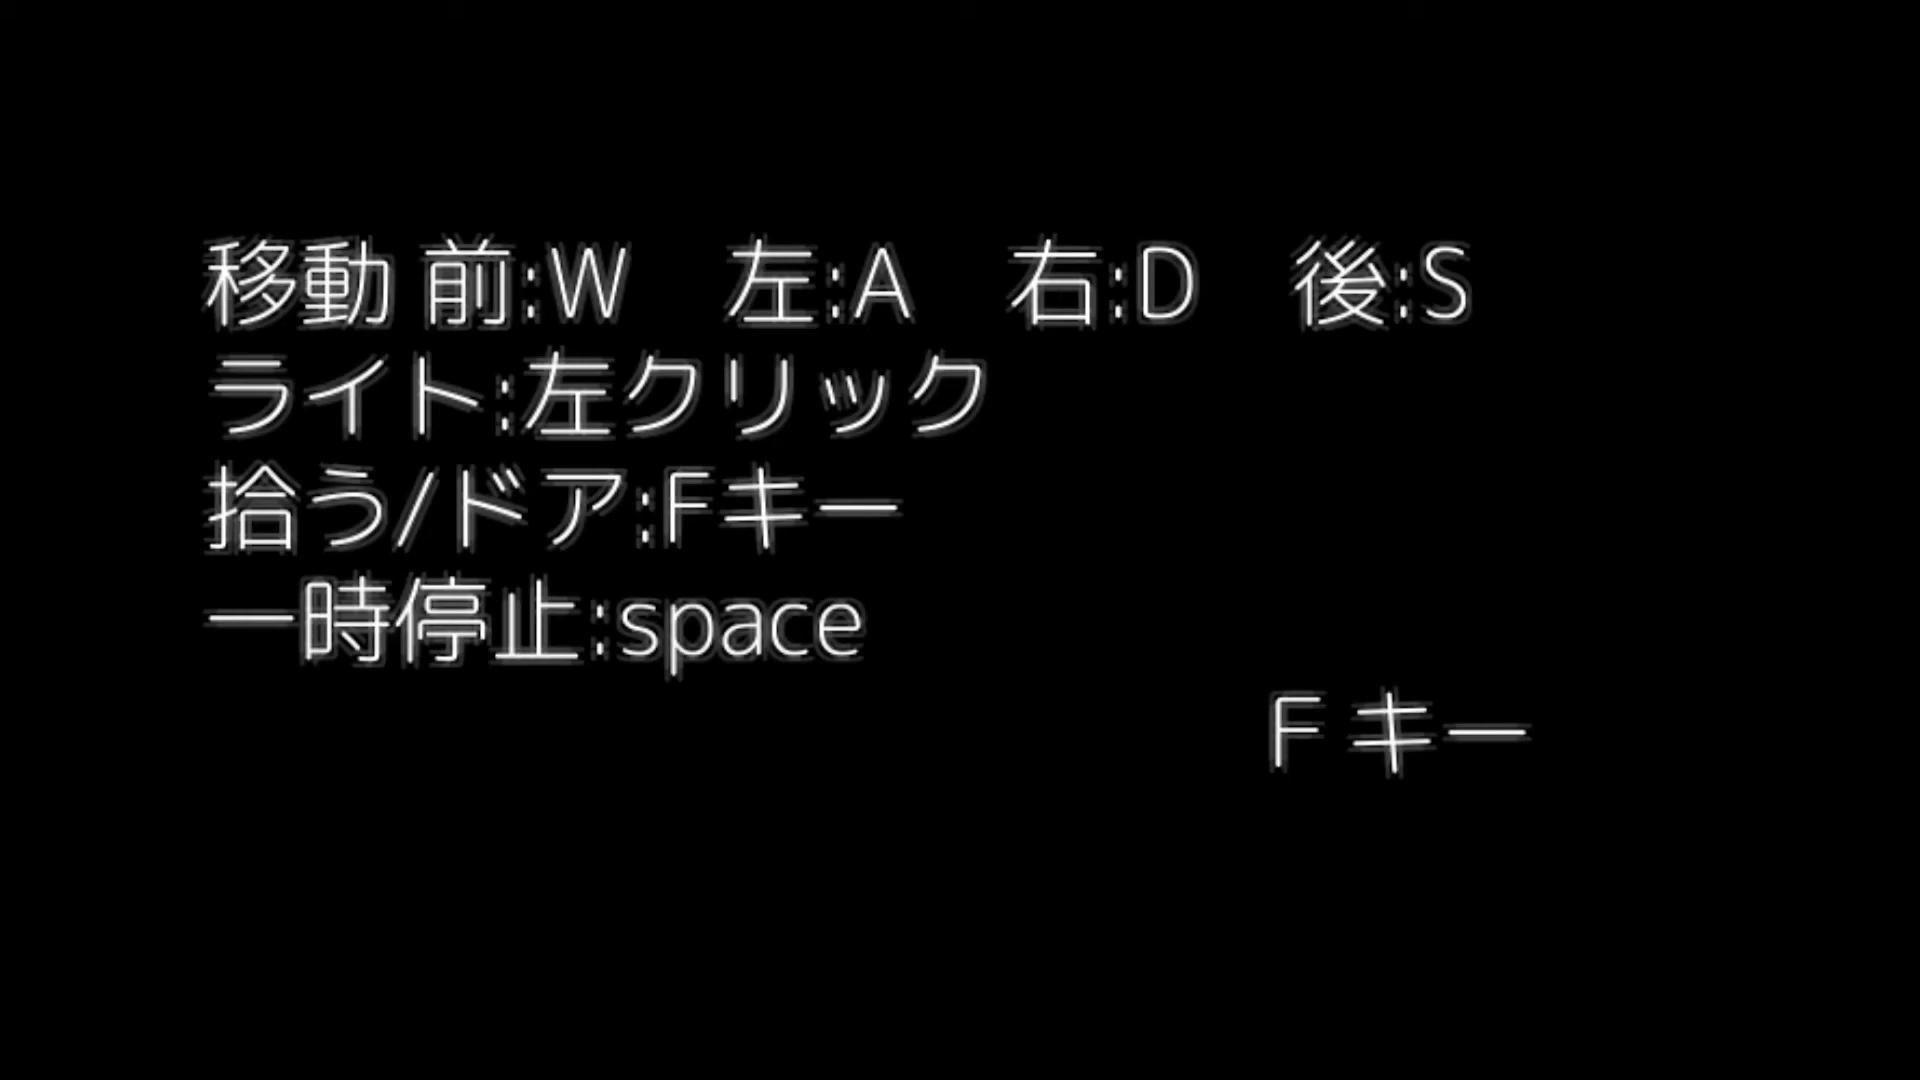 移動 前:W　左:A　右:D　後:S
ライト:左クリック
拾う/ドア:Fキー
一時停止:space
F キー